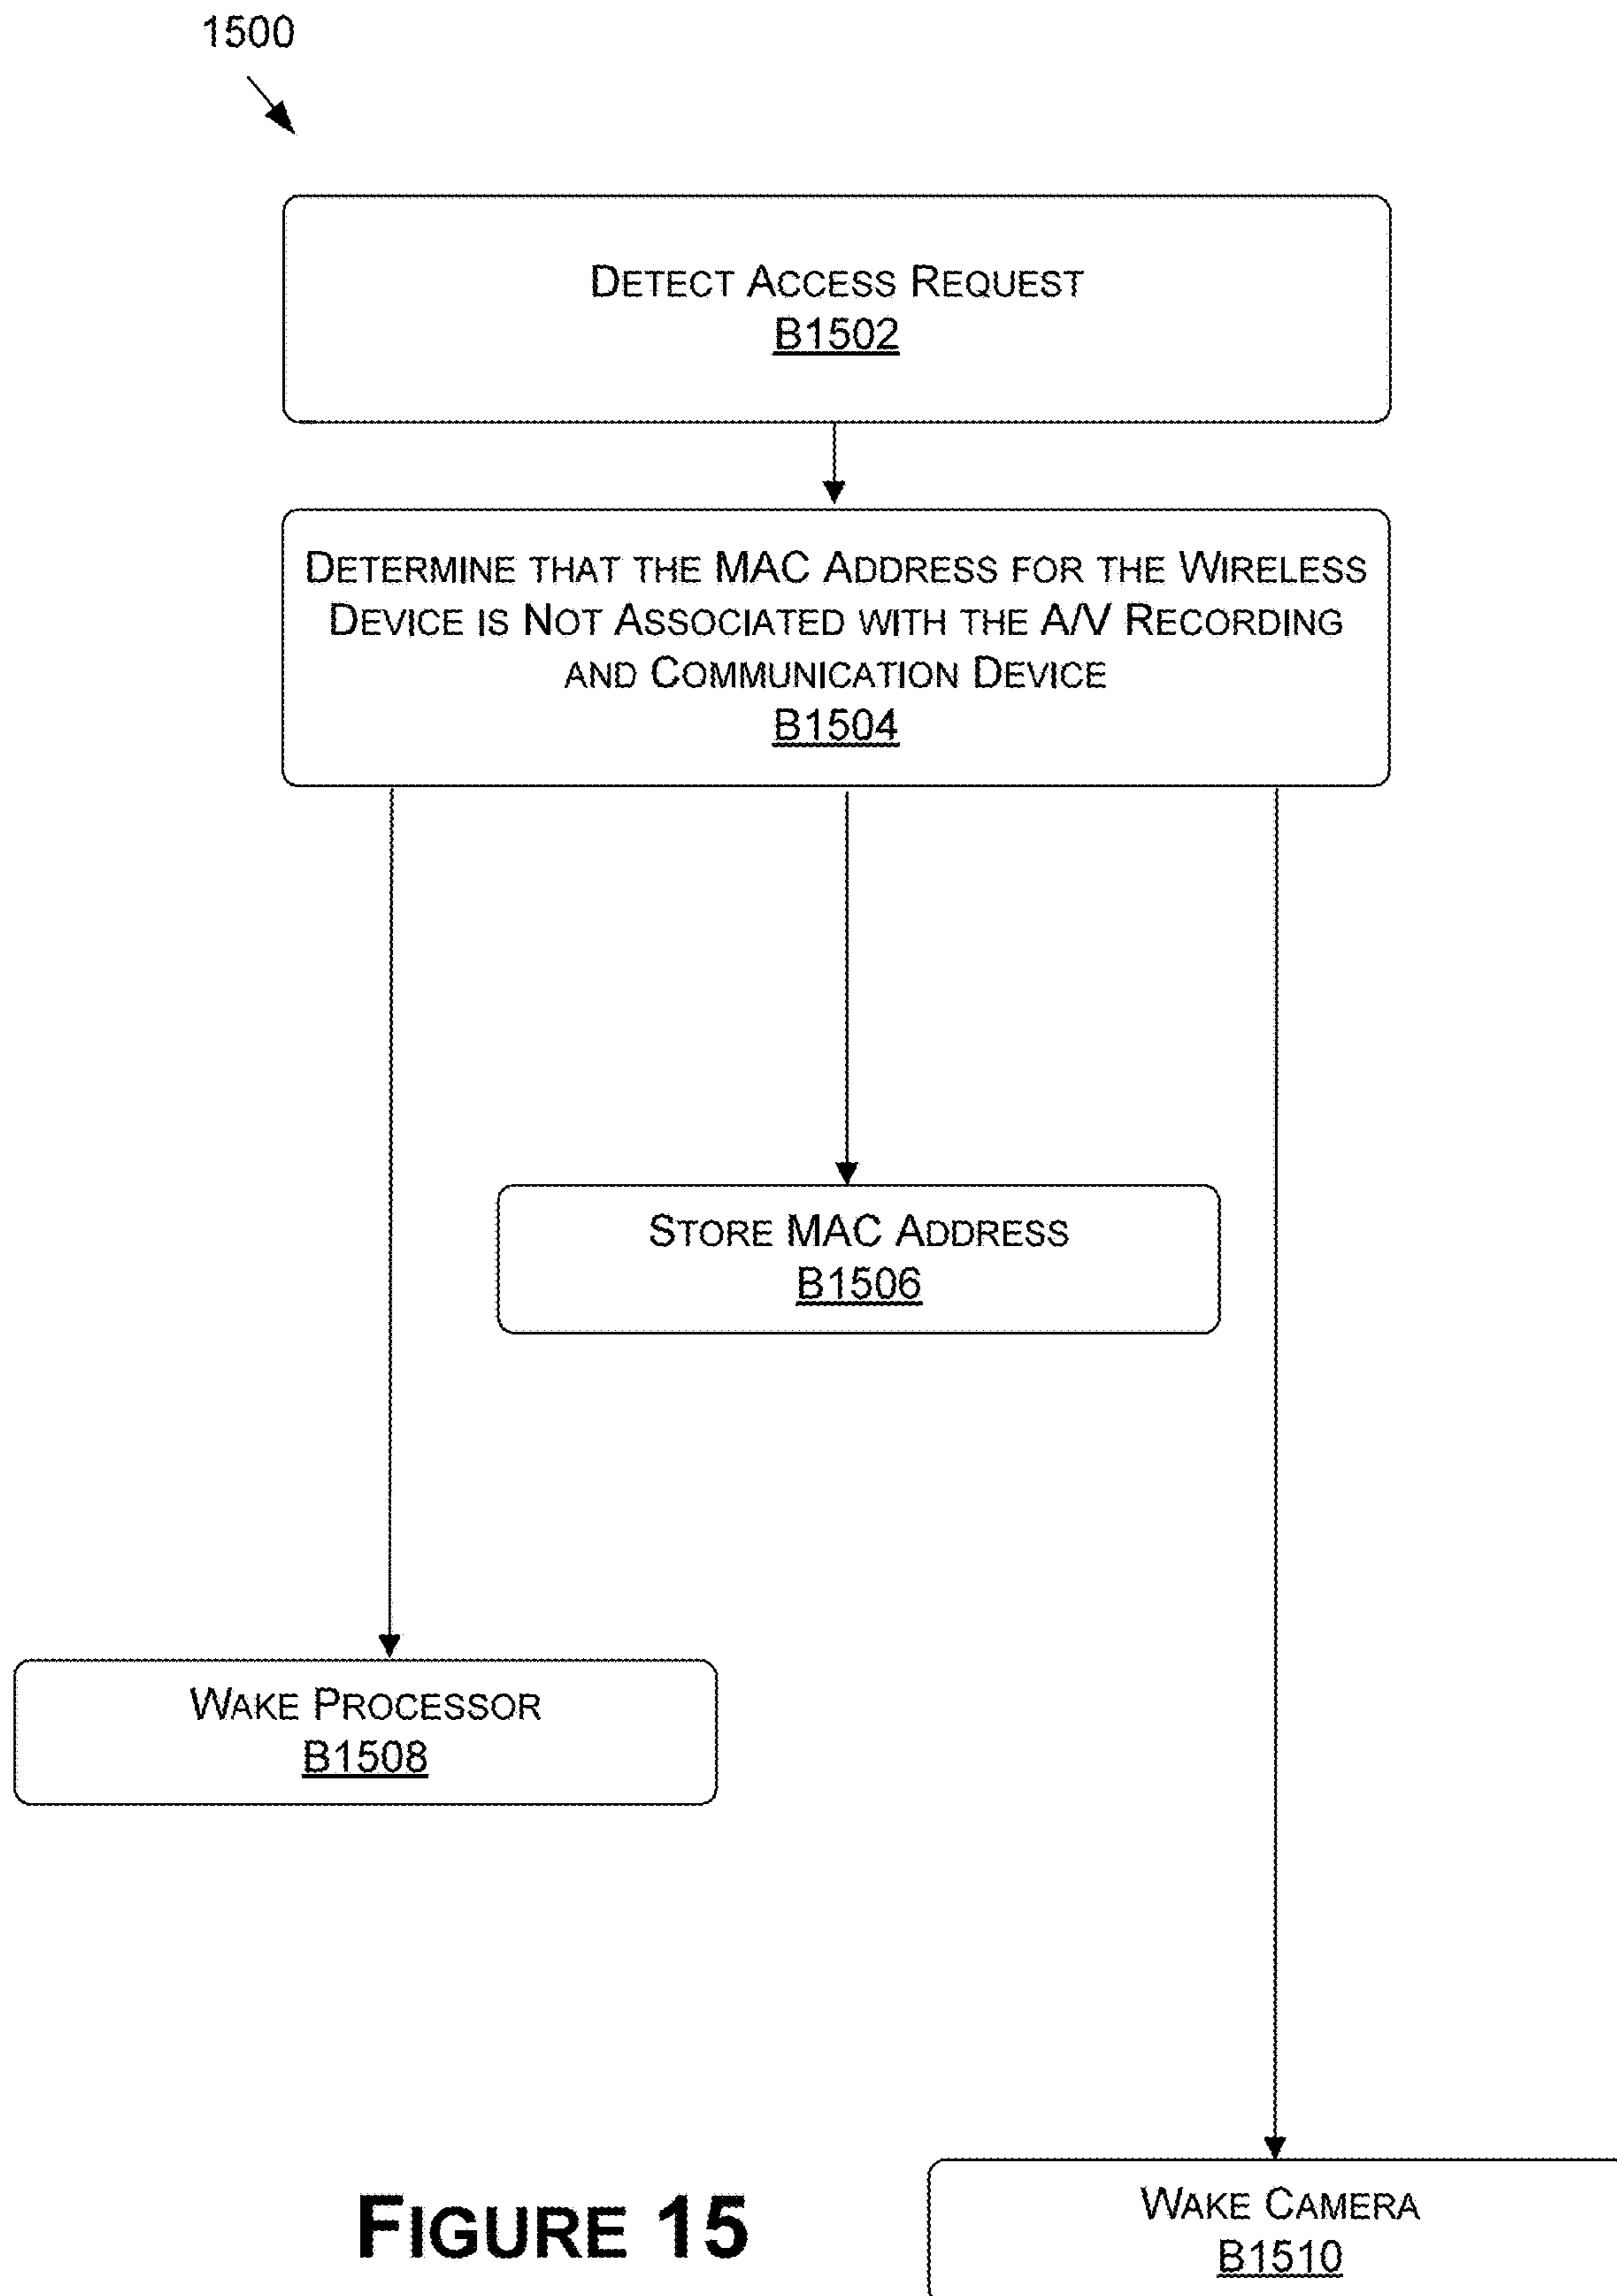 1500
DETECT ACCESS REQUEST
B1502
DETERMINE THAT THE MAC ADDRESS FOR THE WIRELESS
DEVICE IS NOT ASSOCIATED WITH THE A/V RECORDING
AND COMMUNICATION DEVICE
B1504
STORE MAC ADDRESS
B1506
WAKE PROCESSOR
B1508
WAKE CAMERA
B1510
FIGURE 15